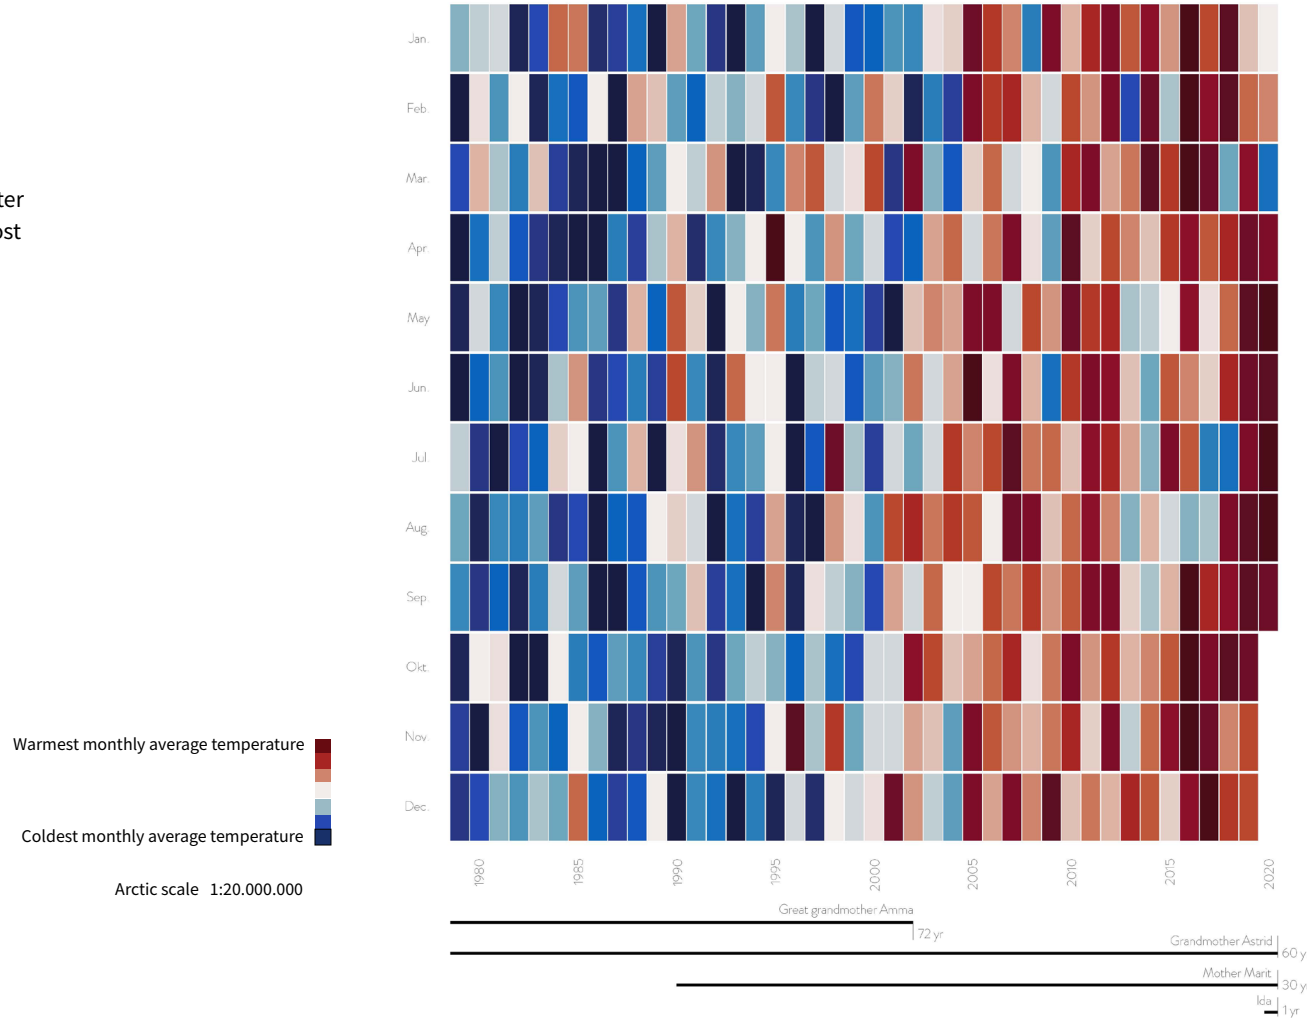 ter
ost
Jan.
Feb.
Mar.
Apr.
May
Jun.
Jul.
Aug.
Sep.
Okt.
Nov.
Dec.
Warmest monthly average temperature
Coldest monthly average temperature
Arctic scale 1:20.000.000
1980
1985
1990
1995
2000
2005
2010
2015
2020
Great grandmother Amma
72 yr
Grandmother Astrid
60 y
Mother Marit
30 y
Ida
1 yr